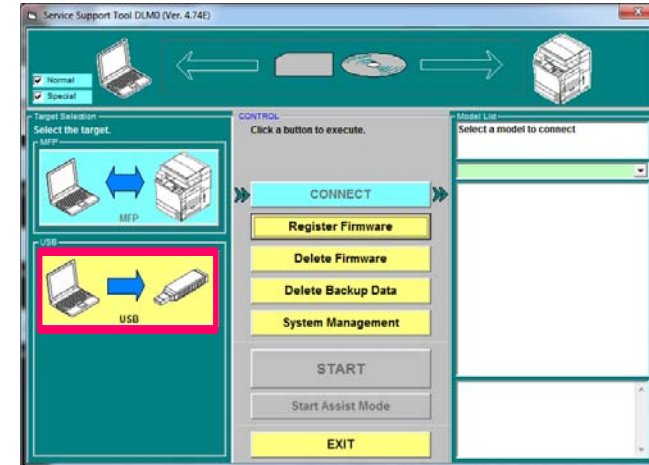 Service Support Tool DLM0 (Ver. 4.74E)
Normal
Special
Target Selection
Select the target.
MFP
MFP
USB
USB
CONTROL
Click a button to execute.
CONNECT
Register Firmware
Delete Firmware
Delete Backup Data
System Management
START
Start Assist Mode
EXIT
Model List
Select a model to connect